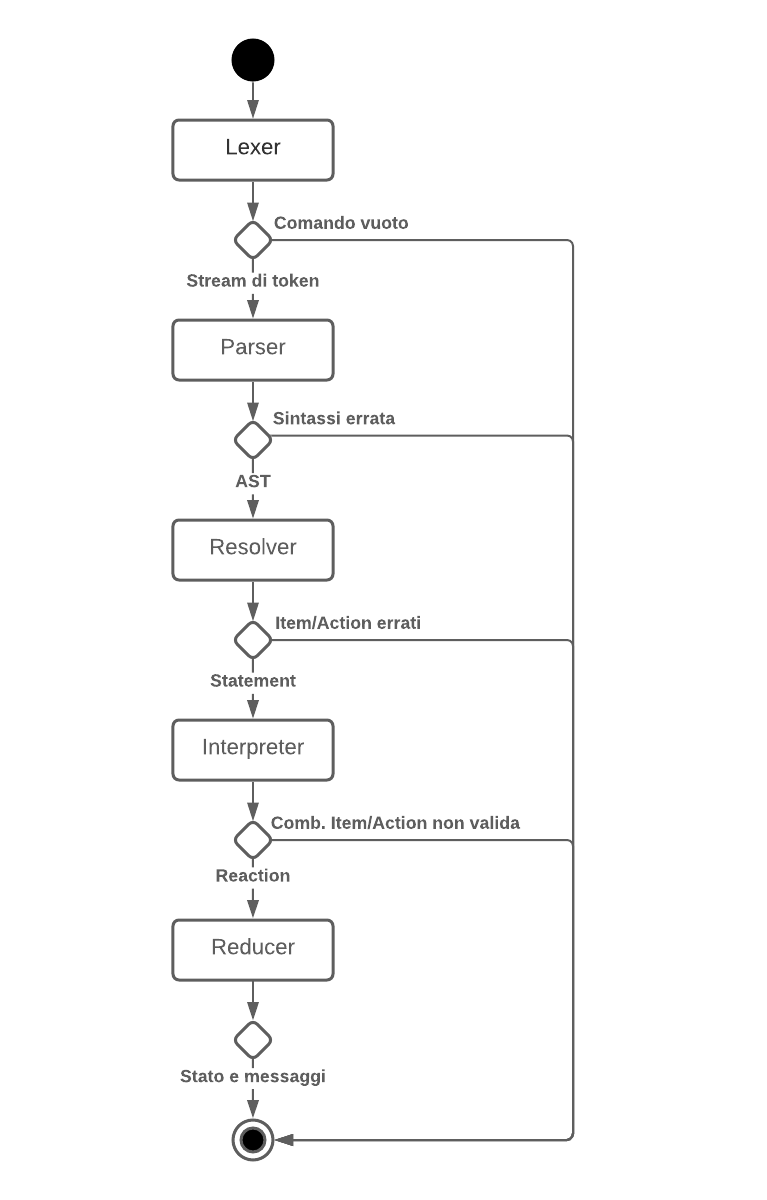 Lexer
Comando vuoto
Stream di token
Parser
Sintassi errata
AST
Resolver
Item/Action errati
Statement
Interpreter
Comb. Item/Action non valida
Reaction
Reducer
Stato e messaggi